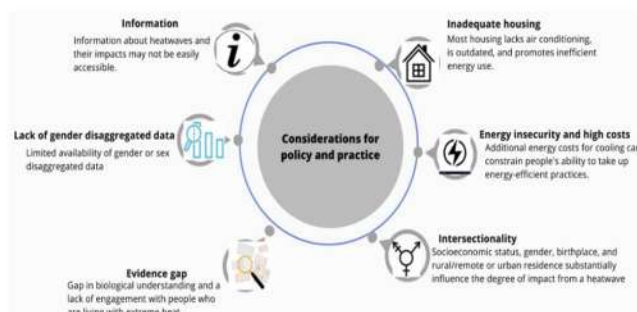 Information
Information about heatwaves and
their impacts may not be easily
accessible.
Inadequate housing
Most housing lacks air conditioning,
is outdated, and promotes inefficient
energy use.
Lack of gender disaggregated data
Limited availability of gender or sex
disaggregated data
Considerations for
policy and practice
Energy insecurity and high costs
Additional energy costs for cooling can
constrain people's ability to take up
energy-efficient practices.
Evidence gap
Gap in biological understanding and a
lack of engagement with people who
are living with extreme heat
Intersectionality
Socioeconomic status, gender, birthplace, and
rural/remote or urban residence substantially
influence the degree of impact from a heatwave